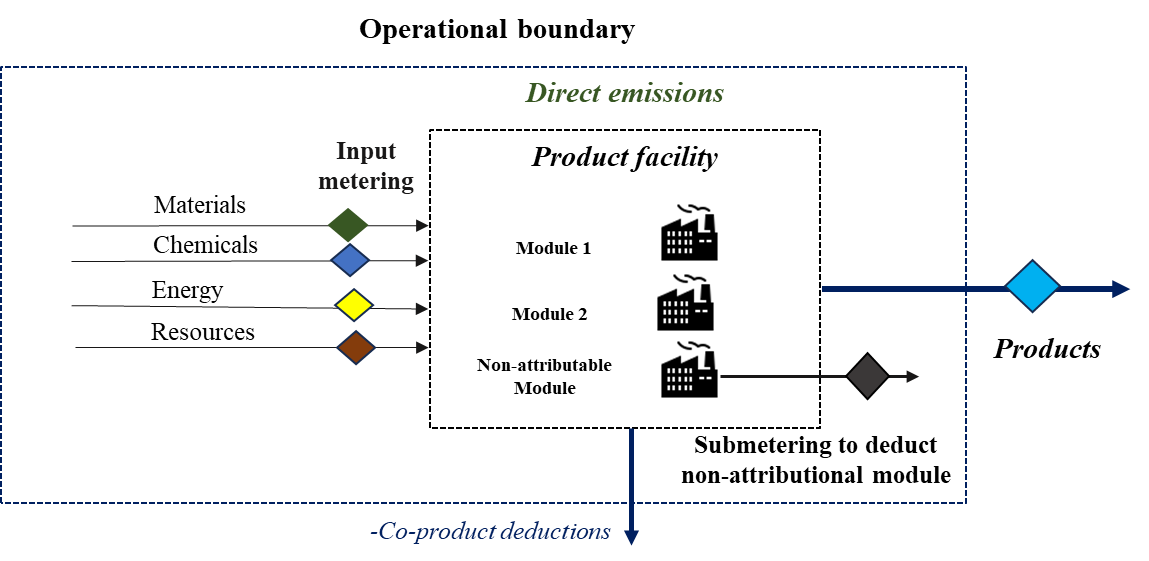 Operational boundary
Direct emissions
Input
metering
Product facility
Materials
Chemicals
Energy
Resources
Module 1
Module 2
Non-attributable
Module
Products
Submetering to deduct
non-attributional module
-Co-product deductions